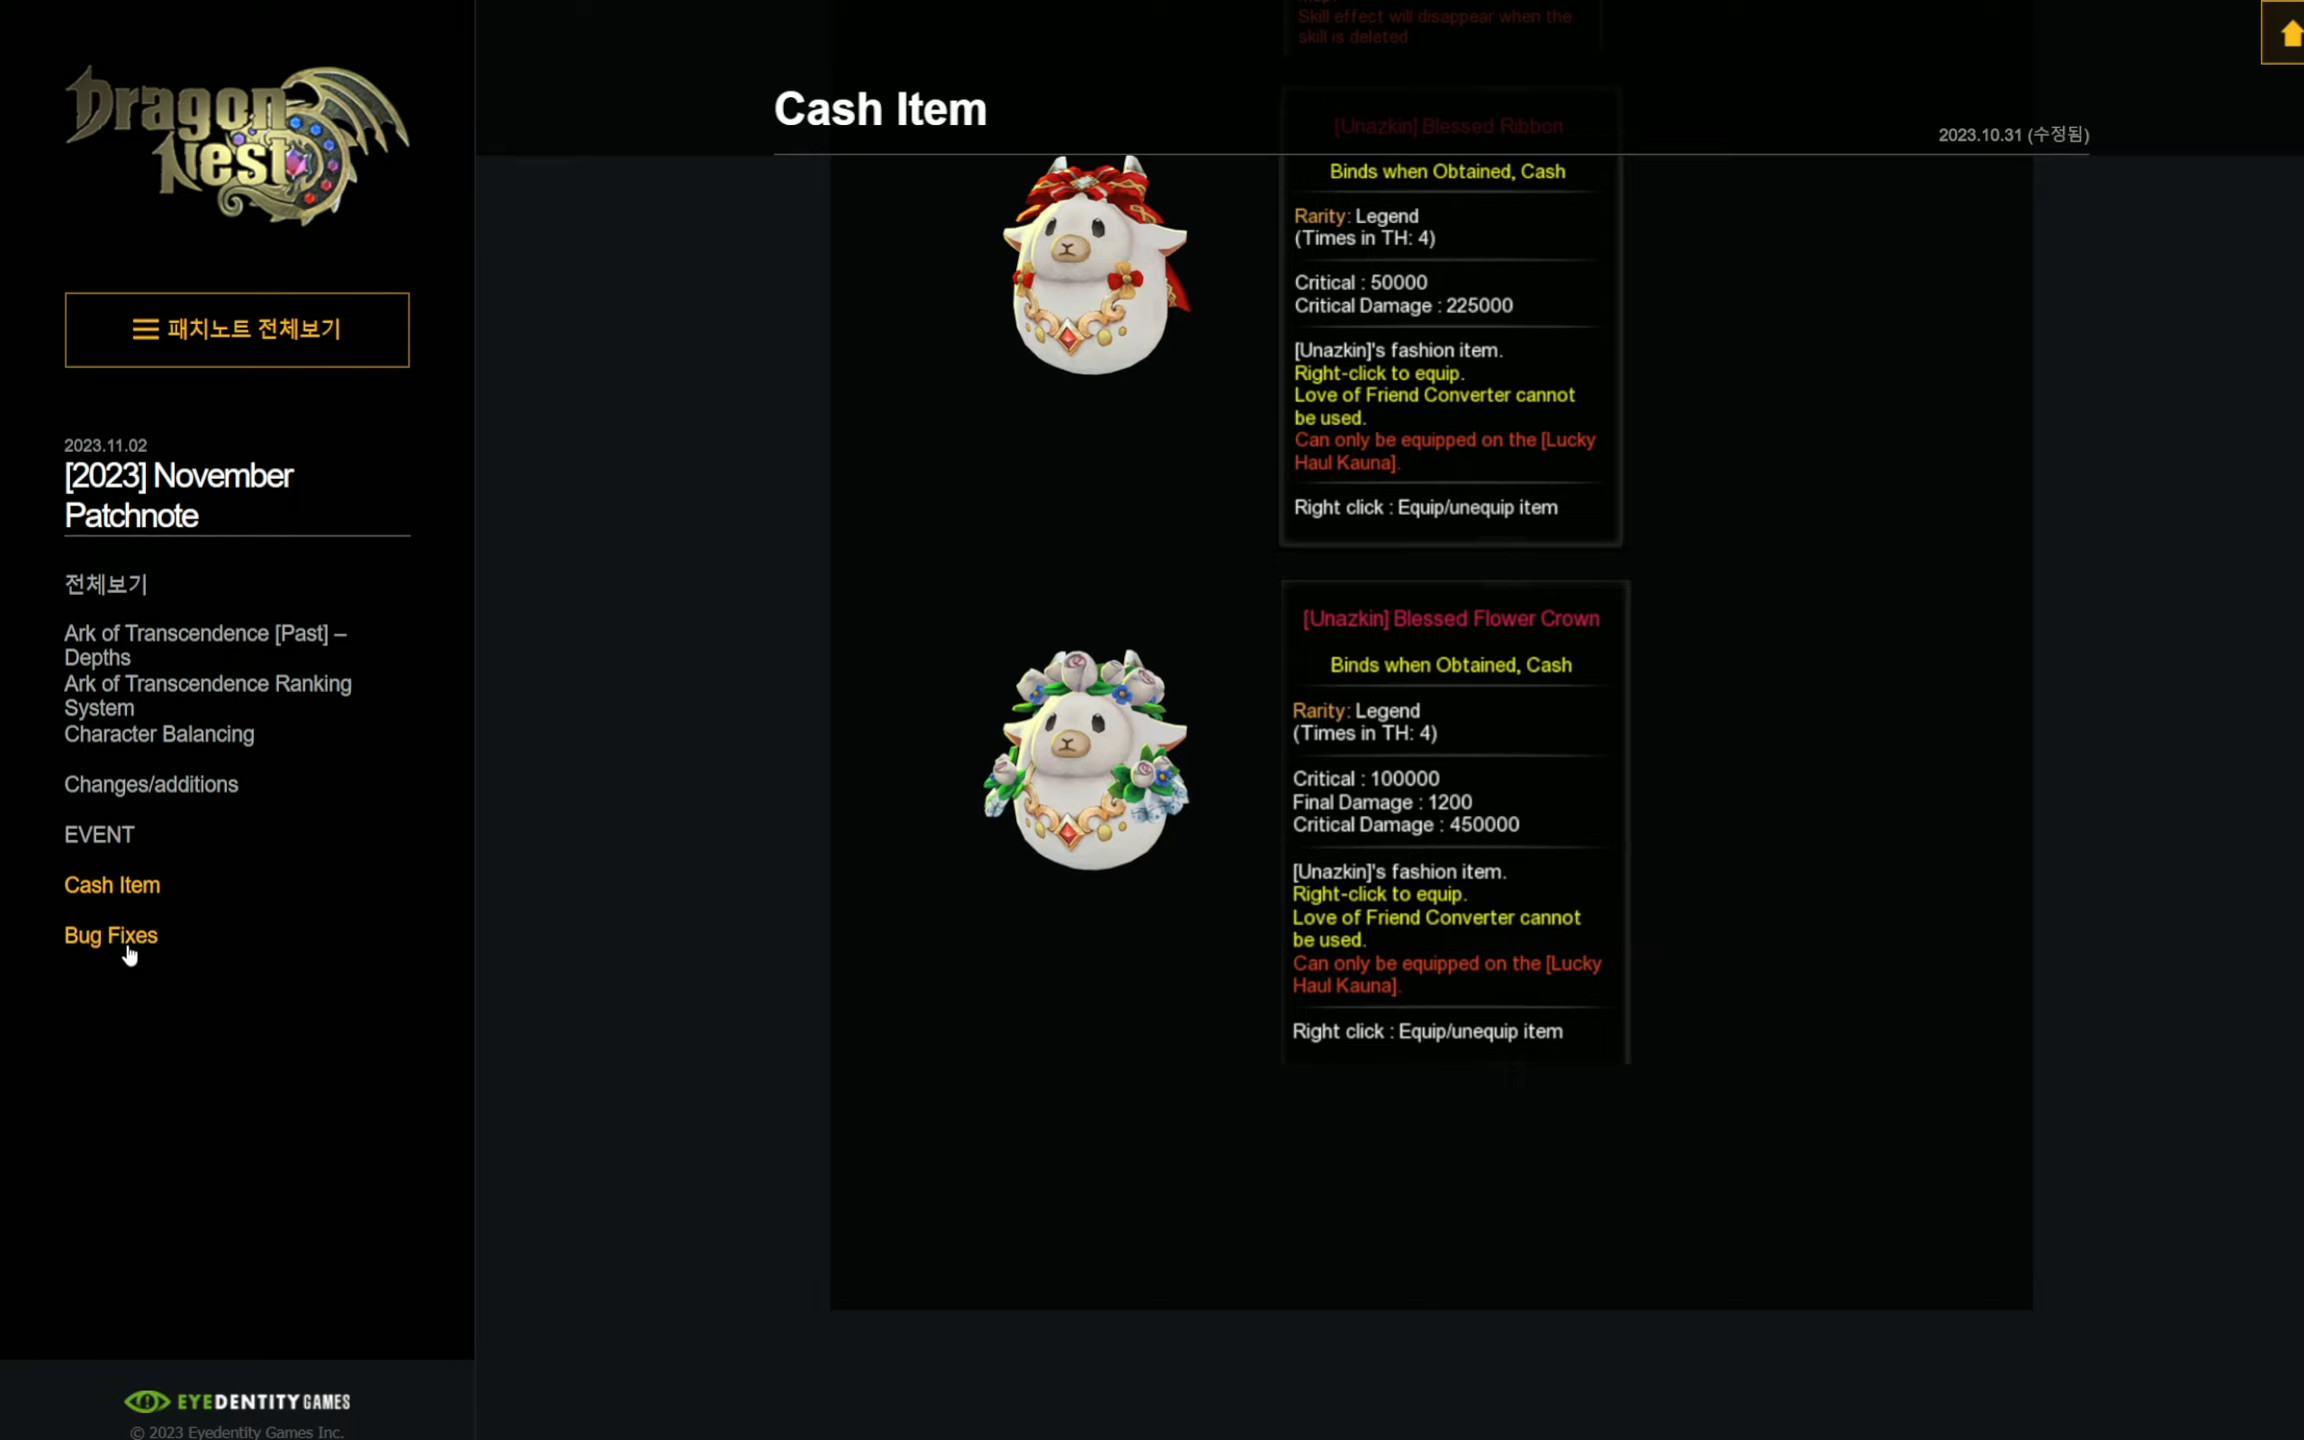 Dragon
Nest
패치노트 전체보기
2023.11.02
[2023] November
Patchnote
전체보기
Ark of Transcendence [Past] –
Depths
Ark of Transcendence Ranking
System
Character Balancing
Changes/additions
EVENT
Cash Item
Bug Fixes
EYEDENTITY GAMES
© 2023 Eyedentity Games Inc.
Cash Item
2023.10.31 (수정됨)
Skill effect will disappear when the
skill is deleted
[Unazkin] Blessed Ribbon
Binds when Obtained, Cash
Rarity: Legend
(Times in TH: 4)
Critical : 50000
Critical Damage : 225000
[Unazkin]'s fashion item.
Right-click to equip.
Love of Friend Converter cannot
be used.
Can only be equipped on the [Lucky
Haul Kauna].
Right click : Equip/unequip item
[Unazkin] Blessed Flower Crown
Binds when Obtained, Cash
Rarity: Legend
(Times in TH: 4)
Critical : 100000
Final Damage : 1200
Critical Damage : 450000
[Unazkin]'s fashion item.
Right-click to equip.
Love of Friend Converter cannot
be used.
Can only be equipped on the [Lucky
Haul Kauna].
Right click : Equip/unequip item